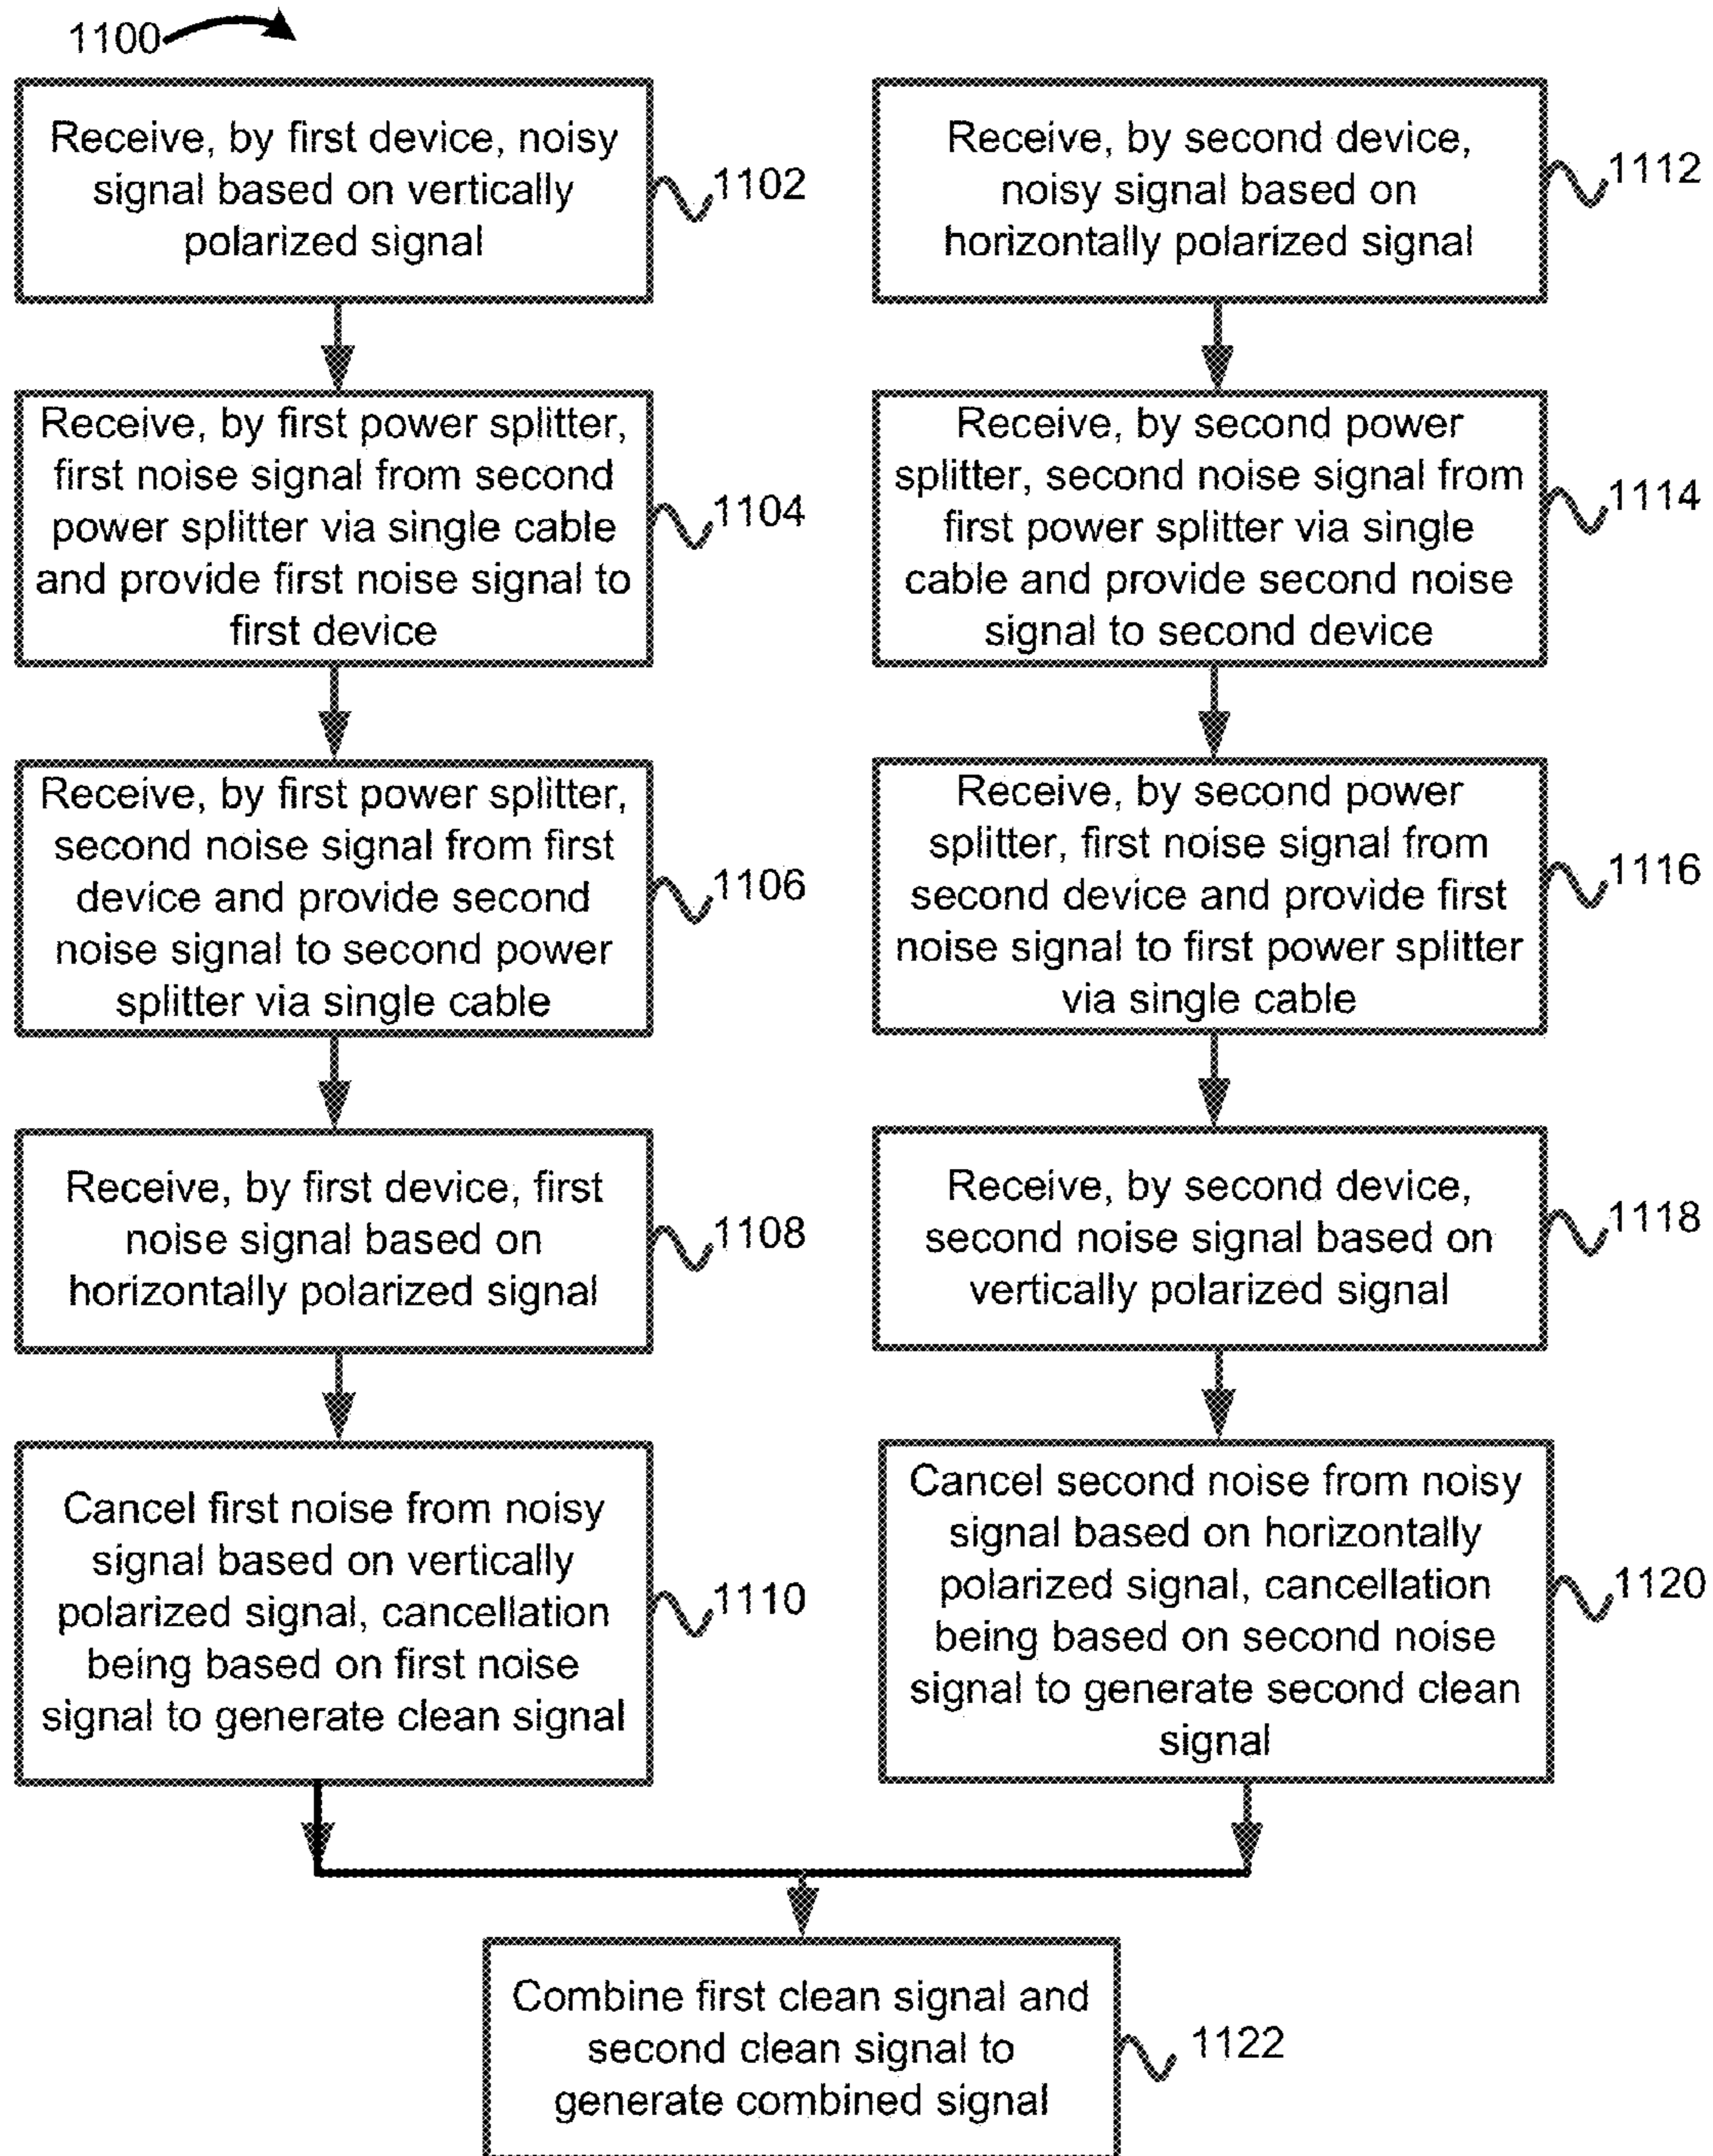 1100
Receive, by first device, noisy
signal based on vertically
polarized signal
1102
Receive, by first power splitter,
first noise signal from second
power splitter via single cable
and provide first noise signal to
first device
1104
Receive, by first power splitter,
second noise signal from first
device and provide second
noise signal to second power
splitter via single cable
1106
Receive, by first device, first
noise signal based on
horizontally polarized signal
1108
Cancel first noise from noisy
signal based on vertically
polarized signal, cancellation
being based on first noise
signal to generate clean signal
1110
Receive, by second device,
noisy signal based on
horizontally polarized signal
1112
Receive, by second power
splitter, second noise signal from
first power splitter via single
cable and provide second noise
signal to second device
1114
Receive, by second power
splitter, first noise signal from
second device and provide first
noise signal to first power splitter
via single cable
1116
Receive, by second device,
second noise signal based on
vertically polarized signal
1118
Cancel second noise from noisy
signal based on horizontally
polarized signal, cancellation
being based on second noise
signal to generate second clean
signal
1120
Combine first clean signal and
second clean signal to
generate combined signal
1122